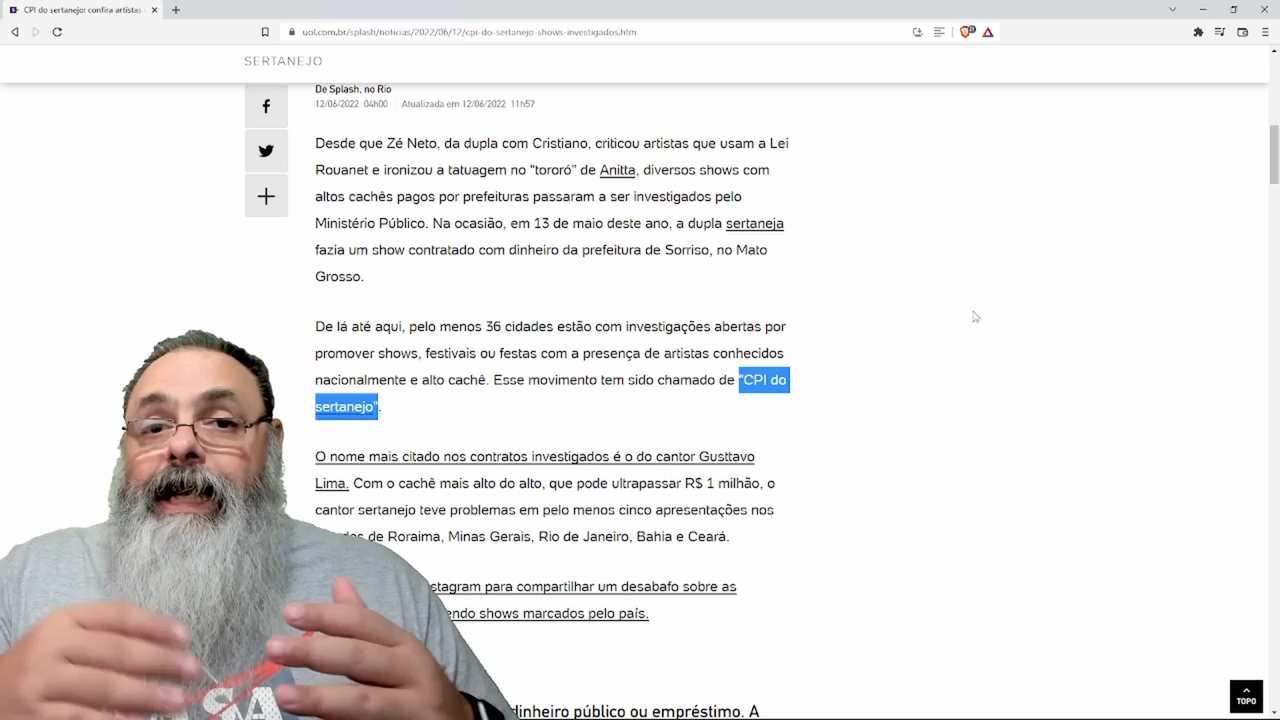 CPI do sertanejo: confira artistas
uol.com.br/splash/noticias/2022/06/12/cpi-do-sertanejo-shows-investigados.htm
SERTANEJO
De Splash, no Rio
12/06/2022 04h00 | Atualizada em 12/06/2022 11h57
Desde que Zé Neto, da dupla com Cristiano, criticou artistas que usam a Lei
Rouanet e ironizou a tatuagem no "tororó" de Anitta, diversos shows com
altos cachês pagos por prefeituras passaram a ser investigados pelo
Ministério Público. Na ocasião, em 13 de maio deste ano, a dupla sertaneja
fazia um show contratado com dinheiro da prefeitura de Sorriso, no Mato
Grosso.
De lá até aqui, pelo menos 36 cidades estão com investigações abertas por
promover shows, festivais ou festas com a presença de artistas conhecidos
nacionalmente e alto cachê. Esse movimento tem sido chamado de "CPI do
sertanejo".
O nome mais citado nos contratos investigados é o do cantor Gusttavo
Lima. Com o cachê mais alto do alto, que pode ultrapassar R$ 1 milhão, o
cantor sertanejo teve problemas em pelo menos cinco apresentações nos
de Roraima, Minas Gerais, Rio de Janeiro, Bahia e Ceará.
stagram para compartilhar um desabafo sobre as
endo shows marcados pelo país.
dinheiro público ou empréstimo. A
TOPO